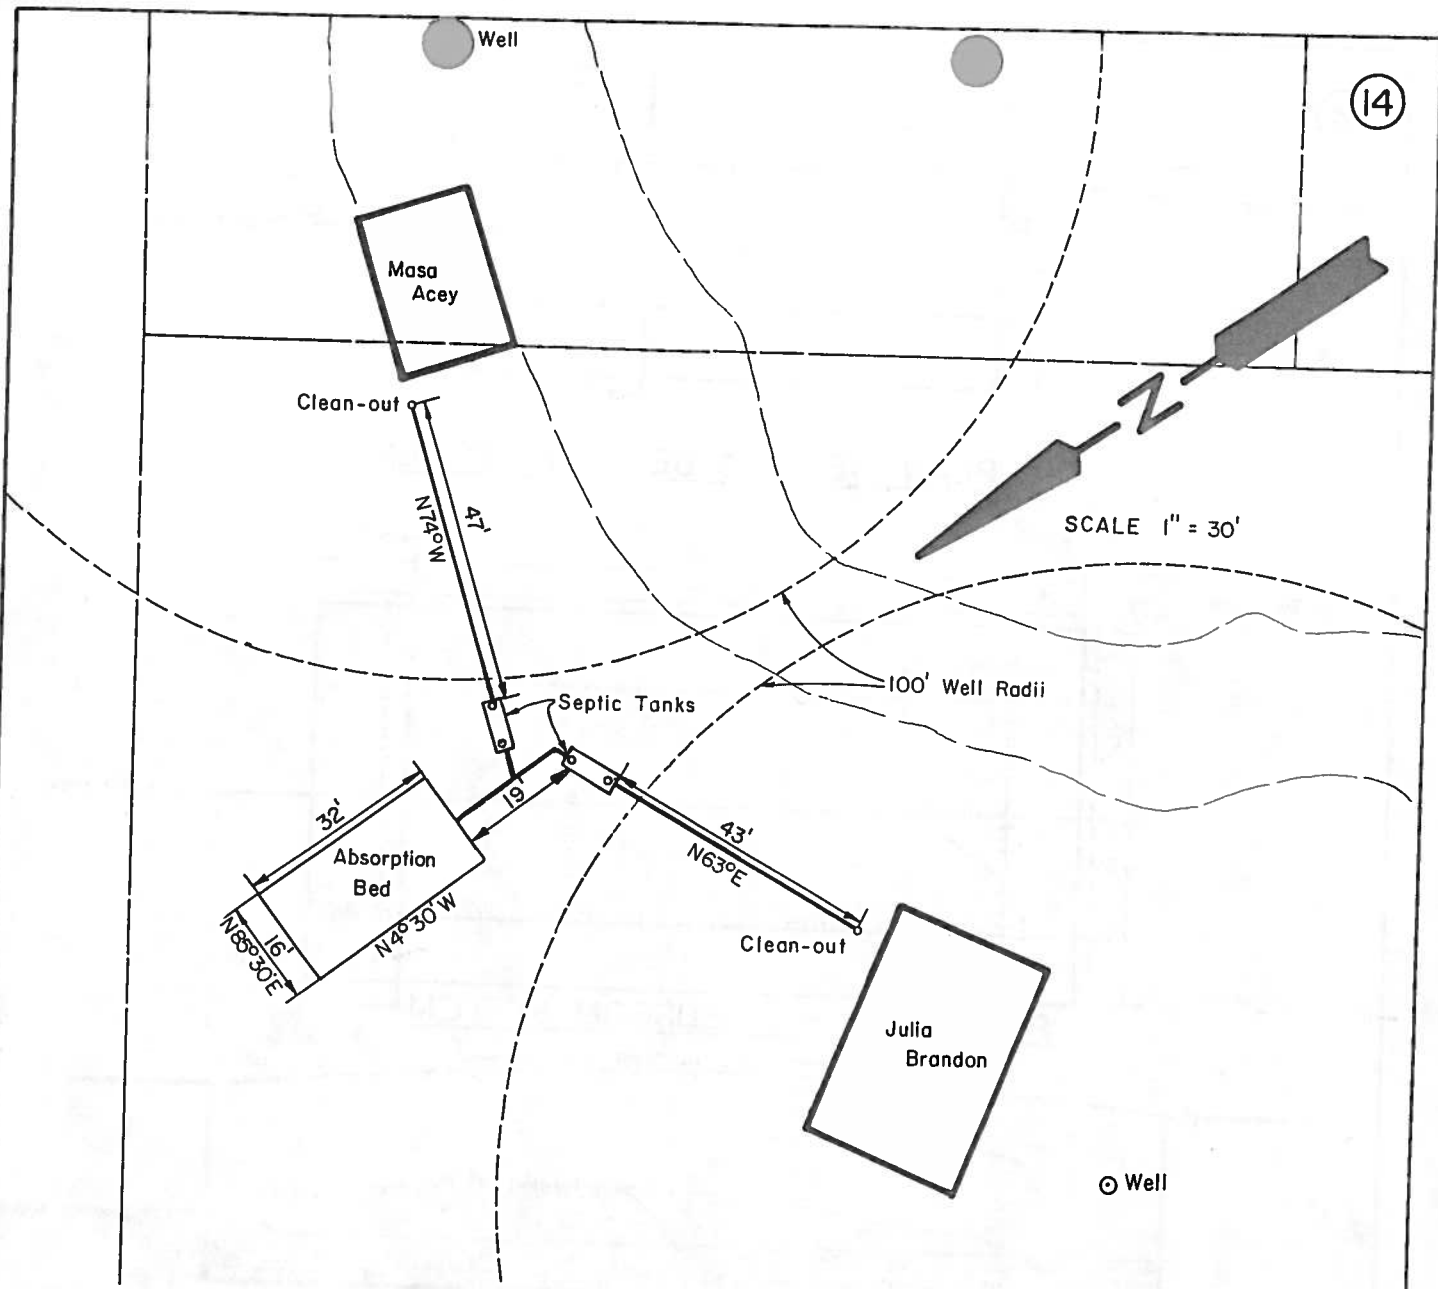 Well
14
Masa
Acey
Clean-out
47'
N74°W
N
SCALE 1" = 30'
100' Well Radii
Septic Tanks
32'
19'
Absorption
Bed
43'
N63°E
N4°30'W
16'
N85°30'E
Clean-out
Julia
Brandon
Well